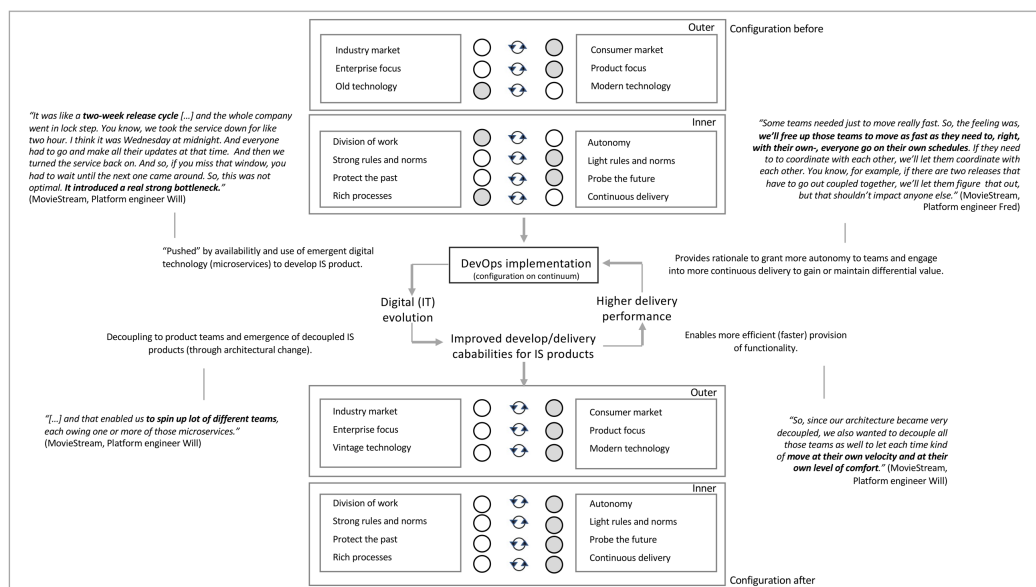 Outer
Configuration before
Industry market
Enterprise focus
Old technology
Consumer market
Product focus
Modern technology
Inner
Division of work
Strong rules and norms
Protect the past
Rich processes
Autonomy
Light rules and norms
Probe the future
Continuous delivery
"It was like a two-week release cycle […] and the whole company
went in lock step. You know, we took the service down for like
two hour. I think it was Wednesday at midnight. And everyone
had to go and make all their updates at that time. And then we
turned the service back on. And so, if you miss that window, you
had to wait until the next one came around. So, this was not
optimal. It introduced a real strong bottleneck."
(MovieStream, Platform engineer Will)
"Some teams needed just to move really fast. So, the feeling was,
we'll free up those teams to move as fast as they need to, right,
with their own-, everyone go on their own schedules. If they need
to to coordinate with each other, we'll let them coordinate with
each other. You know, for example, if there are two releases that
have to go out coupled together, we'll let them figure that out,
but that shouldn't impact anyone else." (MovieStream,
Platform engineer Fred)
"Pushed" by availabilitly and use of emergent digital
technology (microservices) to develop IS product.
DevOps implementation
(configuration on continuum)
Provides rationale to grant more autonomy to teams and engage
into more continuous delivery to gain or maintain differential value.
Digital (IT)
evolution
Higher delivery
performance
Decoupling to product teams and emergence of decoupled IS
products (through architectural change).
Improved develop/delivery
cababilities for IS products
Enables more efficient (faster) provision
of functionality.
"[…] and that enabled us to spin up lot of different teams,
each owing one or more of those microservices."
(MovieStream, Platform engineer Will)
"So, since our architecture became very
decoupled, we also wanted to decouple all
those teams as well to let each time kind
of move at their own velocity and at their
own level of comfort." (MovieStream,
Platform engineer Will)
Outer
Industry market
Enterprise focus
Vintage technology
Consumer market
Product focus
Modern technology
Inner
Division of work
Strong rules and norms
Protect the past
Rich processes
Autonomy
Light rules and norms
Probe the future
Continuous delivery
Configuration after